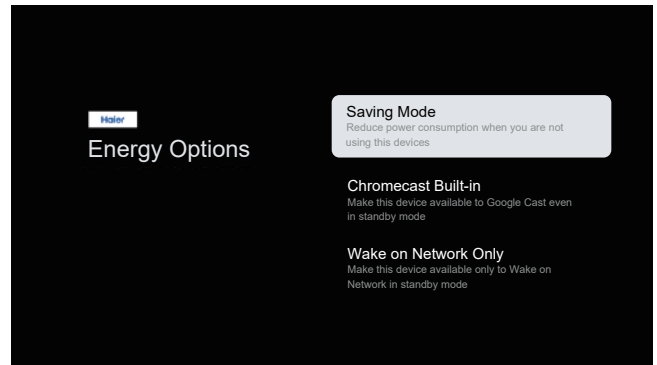 Haier
Energy Options
Saving Mode
Reduce power consumption when you are not
using this devices
Chromecast Built-in
Make this device available to Google Cast even
in standby mode
Wake on Network Only
Make this device available only to Wake on
Network in standby mode